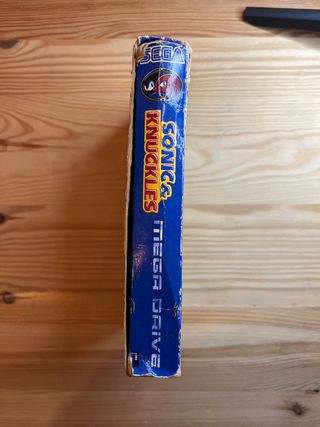 SEGA
SONIC &
KNUCKLES
MEGA DRIVE